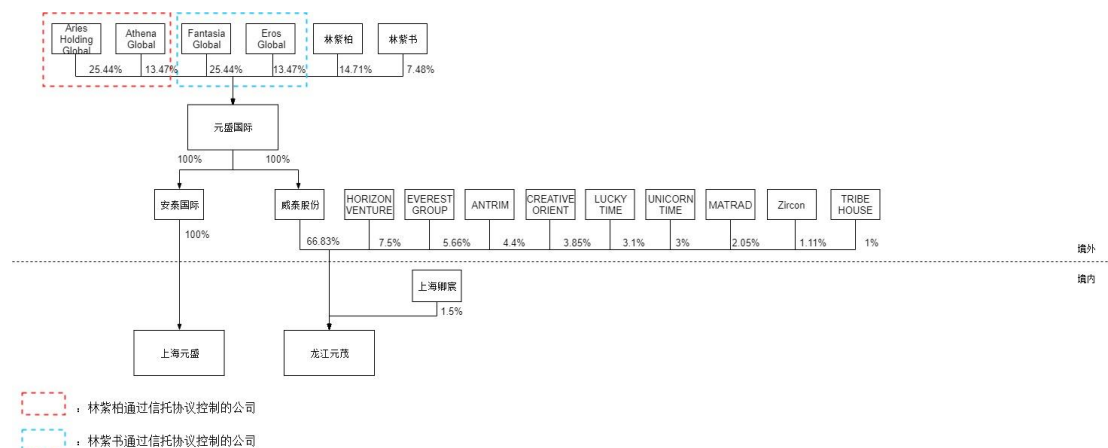 Aries
Holding
Global
Athena
Global
Fantasia
Global
Eros
Global
林紫柏
林紫书
25.44%
13.47%
25.44%
13.47%
14.71%
7.48%
元盛国际
100%
100%
安泰国际
威泰股份
HORIZON
VENTURE
EVEREST
GROUP
ANTRIM
CREATIVE
ORIENT
LUCKY
TIME
UNICORN
TIME
MATRAD
Zircon
TRIBE
HOUSE
100%
66.83%
7.5%
5.66%
4.4%
3.85%
3.1%
3%
2.05%
1.11%
1%
境外
境内
上海卿宸
1.5%
上海元盛
龙江元茂
：林紫柏通过信托协议控制的公司
：林紫书通过信托协议控制的公司